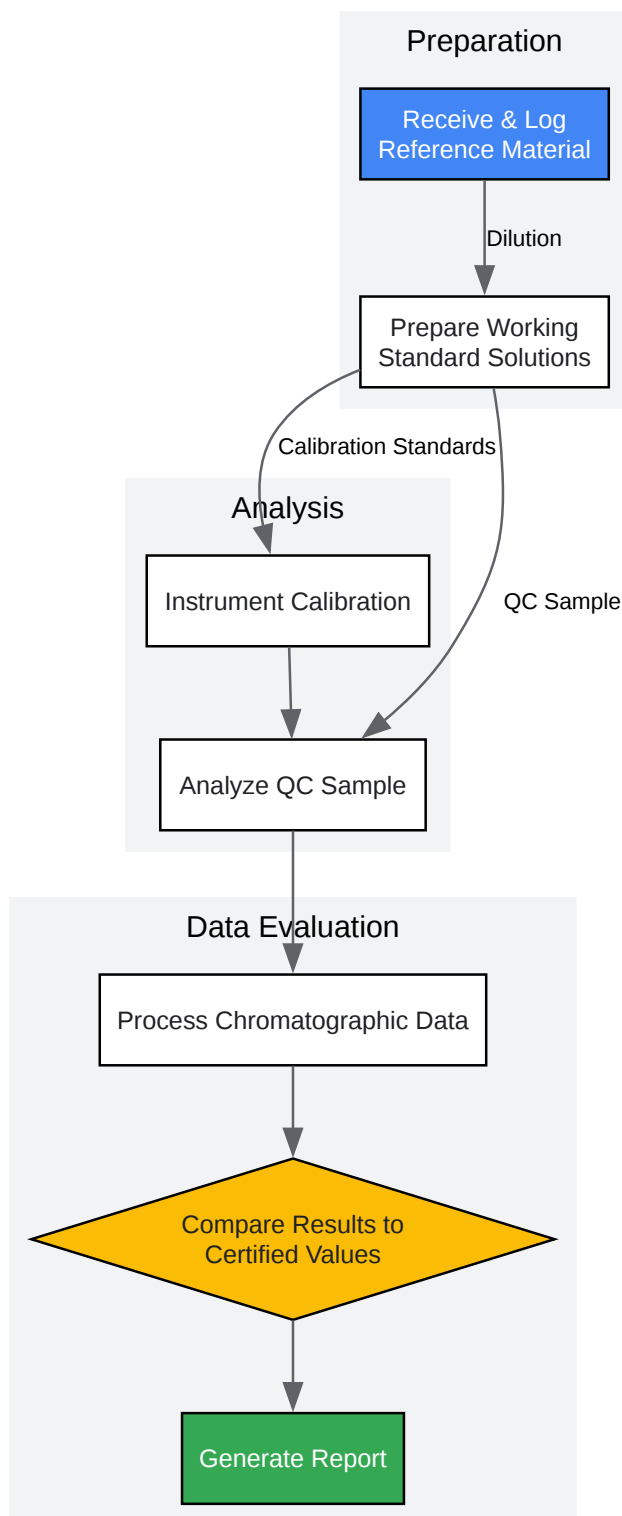 Preparation
Receive & Log
Reference Material
Dilution
Prepare Working
Standard Solutions
Calibration Standards
Analysis
Instrument Calibration
QC Sample
Analyze QC Sample
Data Evaluation
Process Chromatographic Data
Compare Results to
Certified Values
Generate Report